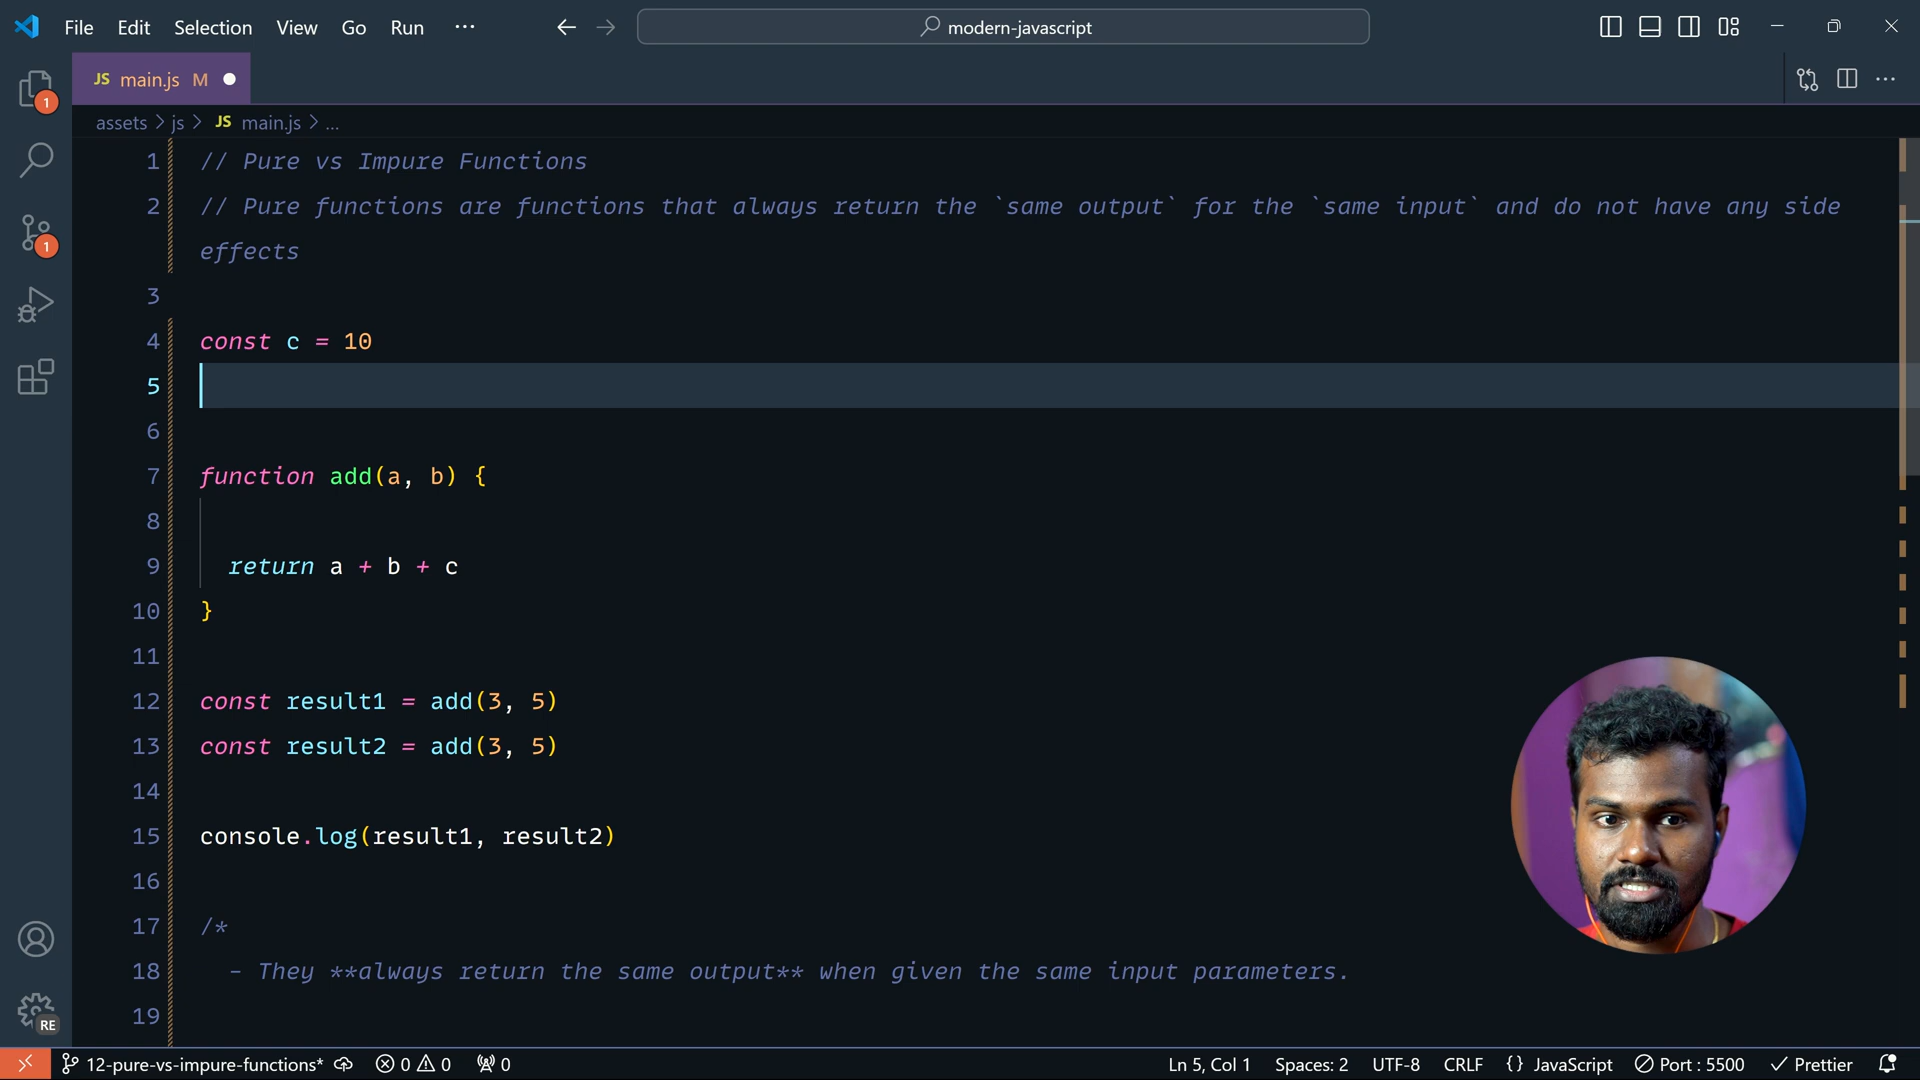 File Edit Selection View Go Run ··· modern-javascript
JS main.js M
1
assets > js > JS main.js > ...
1 // Pure vs Impure Functions
2 // Pure functions are functions that always return the `same output` for the `same input` and do not have any side
effects
3
4 const c = 10
5
6
7 function add(a, b) {
8
9 return a + b + c
10 }
11
12 const result1 = add(3, 5)
13 const result2 = add(3, 5)
14
15 console.log(result1, result2)
16
17 /*
18 - They **always return the same output** when given the same input parameters.
19
1
RE
12-pure-vs-impure-functions* 0 0 0 Ln 5, Col 1 Spaces: 2 UTF-8 CRLF {} JavaScript Port : 5500 Prettier